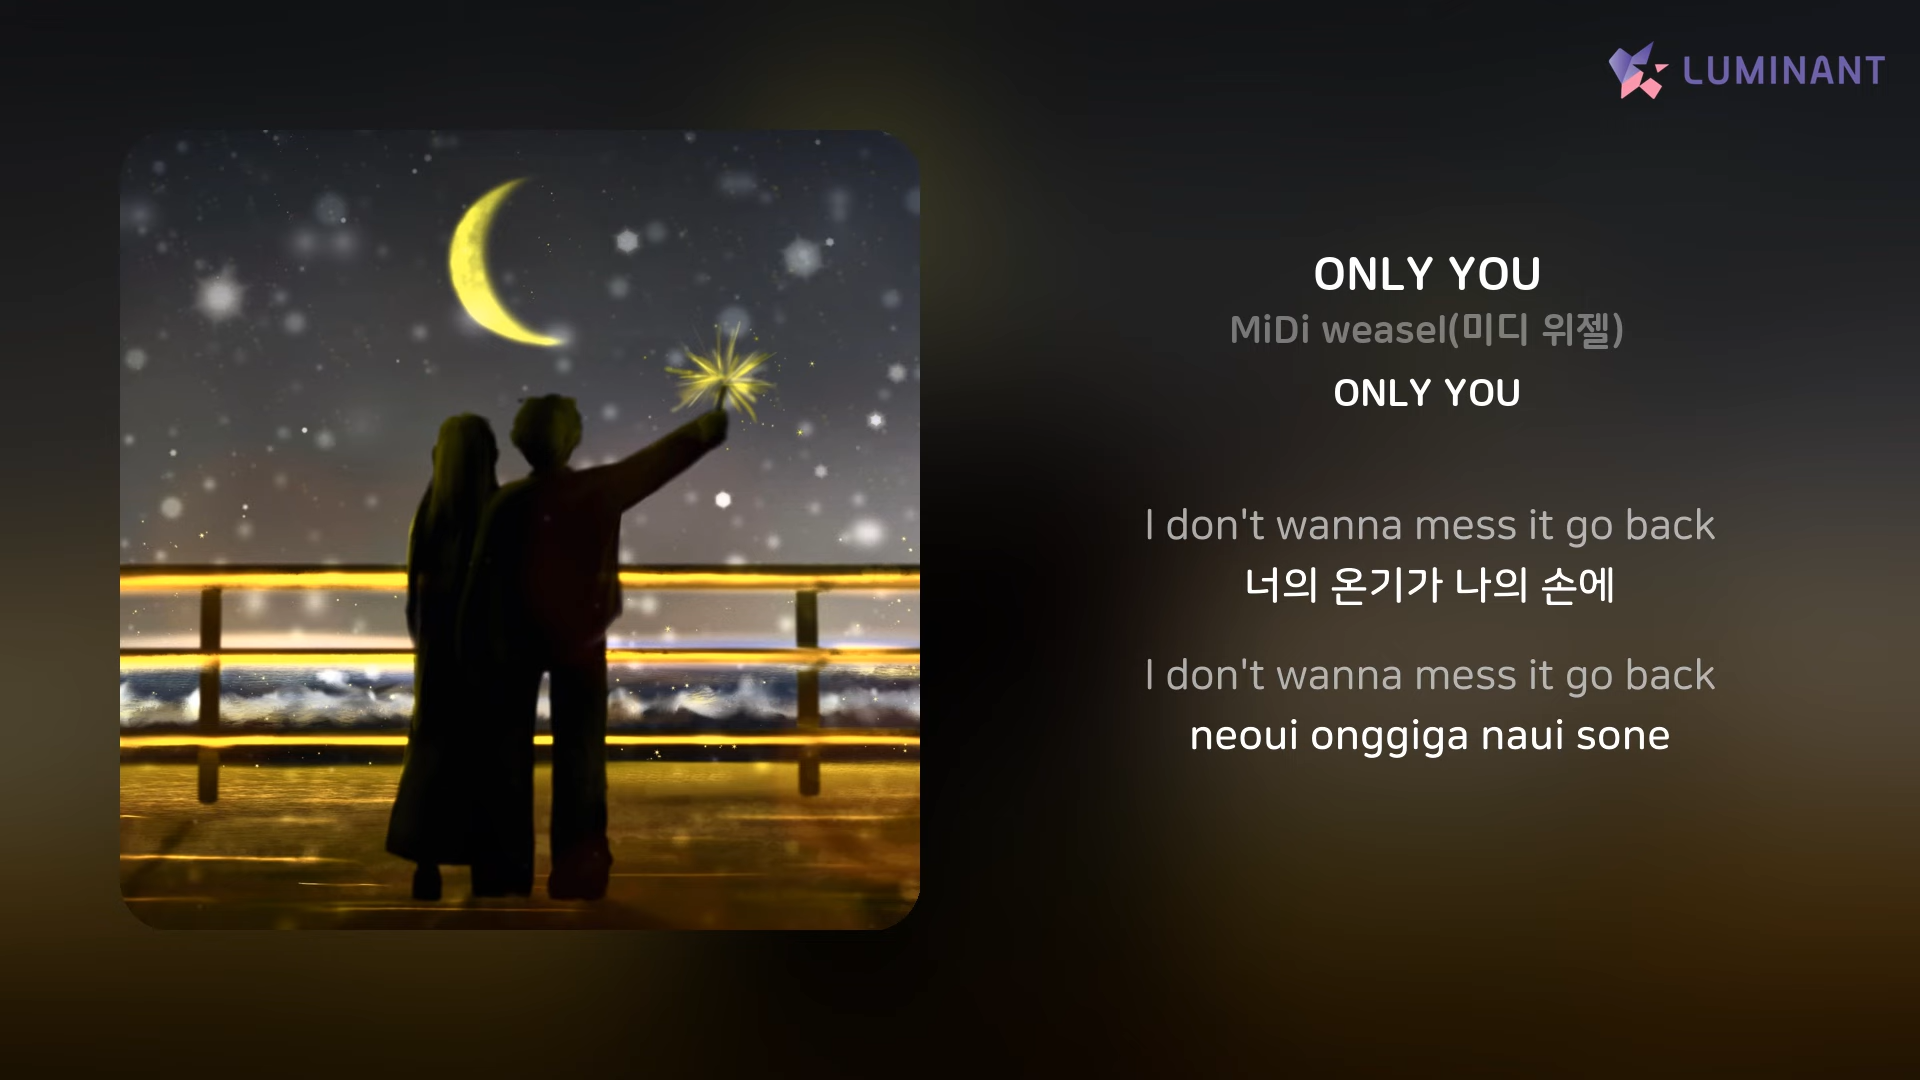 LUMINANT
ONLY YOU
MiDi weasel(미디 위젤)
ONLY YOU
I don't wanna mess it go back
너의 온기가 나의 손에
I don't wanna mess it go back
neoui onggiga naui sone